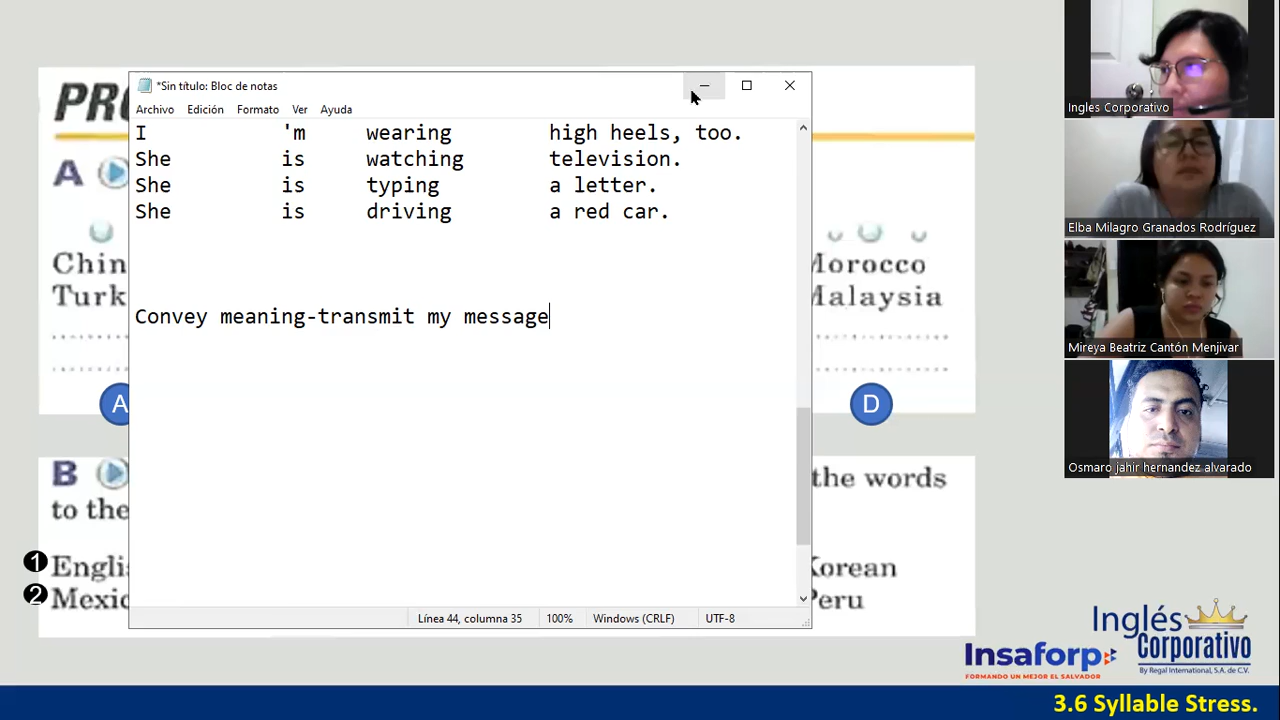 PRO
*Sin título: Bloc de notas
Archivo Edición Formato Ver Ayuda
I 'm wearing high heels, too.
She is watching television.
She is typing a letter.
She is driving a red car.
Convey meaning-transmit my message
Línea 44, columna 35 100% Windows (CRLF) UTF-8
A
Chin
Turk
Morocco
Malaysia
A
D
B
the words
to the
1 Engli
Korean
2 Mexic
Peru
Ingles Corporativo
Elba Milagro Granados Rodríguez
Mireya Beatriz Cantón Menjivar
Osmaro jahir hernandez alvarado
Insaforp
FORMANDO UN MEJOR EL SALVADOR
Inglés
Corporativo
By Regal International, S.A. de C.V.
3.6 Syllable Stress.